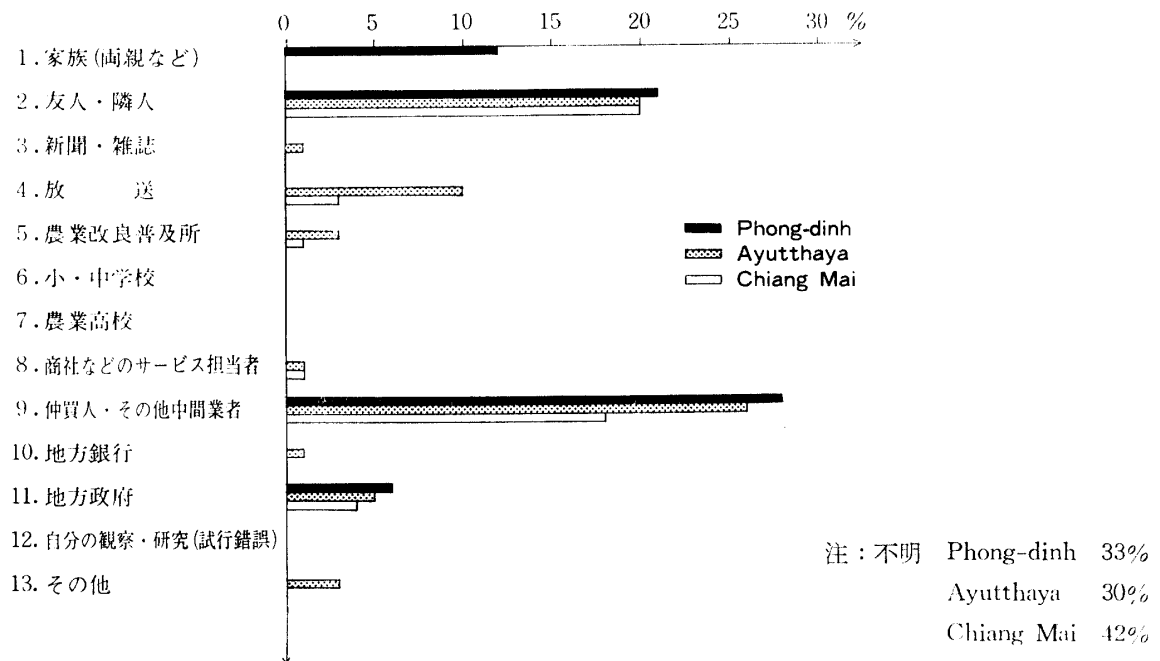 0 5 10 15 20 25 30 %
1.家族(両親など)
2.友人・隣人
3.新聞・雑誌
4.放 送
5.農業改良普及所
6.小・中学校
7.農業高校
8.商社などのサービス担当者
9.仲買人・その他中間業者
10.地方銀行
11.地方政府
12.自分の観察・研究(試行錯誤)
13.その他
Phong-dinh
Ayutthaya
Chiang Mai
注:不明 Phong-dinh 33%
Ayutthaya 30%
Chiang Mai 42%